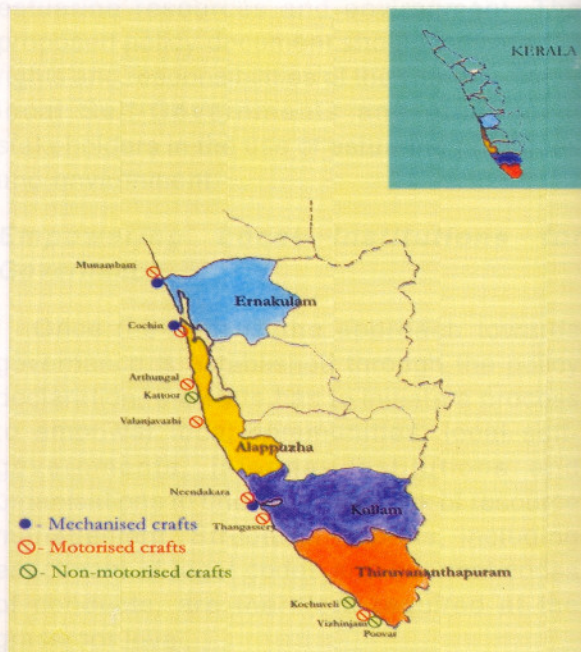 KERALA
Munambam
Ernakulam
Cochin
Arthungal
Kattoor
Valanjavazhi
Alappuzha
Neendakara
Kollam
- Mechanised crafts
Thangassery
- Motorised crafts
Thiruvananthapuram
- Non-motorised crafts
Kochuveli
Vizhinjam
Poovar